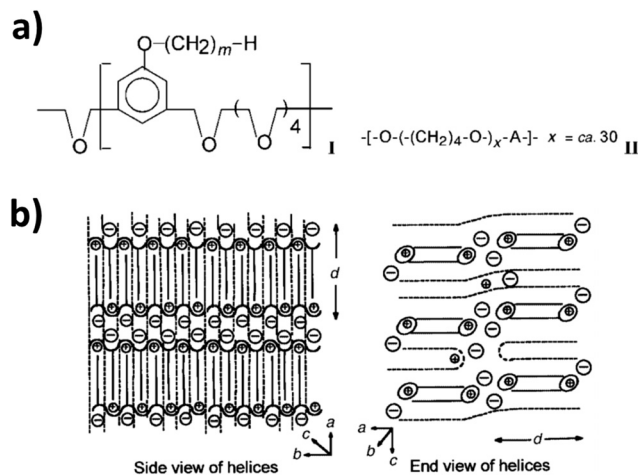 a)
O-(CH2)m-H
O
O
4
I
-[-O-(-(CH2)4-O-)x-A-]- x = ca. 30 II
b)
d
a
c
b
Side view of helices
a
b
c
d
End view of helices